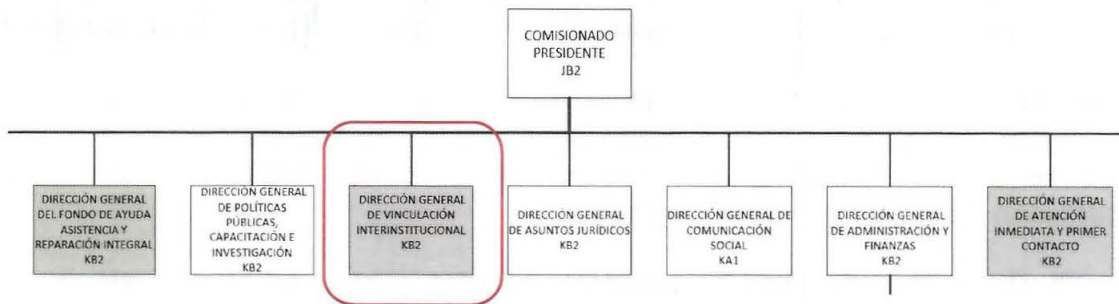 COMISIONADO
PRESIDENTE
JB2
DIRECCIÓN GENERAL
DEL FONDO DE AYUDA
ASISTENCIA Y
REPARACIÓN INTEGRAL
KB2
DIRECCIÓN GENERAL
DE POLÍTICAS
PÚBLICAS,
CAPACITACIÓN E
INVESTIGACIÓN
KB2
DIRECCIÓN GENERAL
DE VINCULACIÓN
INTERINSTITUCIONAL
KB2
DIRECCIÓN GENERAL
DE ASUNTOS JURÍDICOS
KB2
DIRECCIÓN GENERAL DE
COMUNICACIÓN
SOCIAL
KA1
DIRECCIÓN GENERAL
DE ADMINISTRACIÓN Y
FINANZAS
KB2
DIRECCIÓN GENERAL
DE ATENCIÓN
INMEDIATA Y PRIMER
CONTACTO
KB2